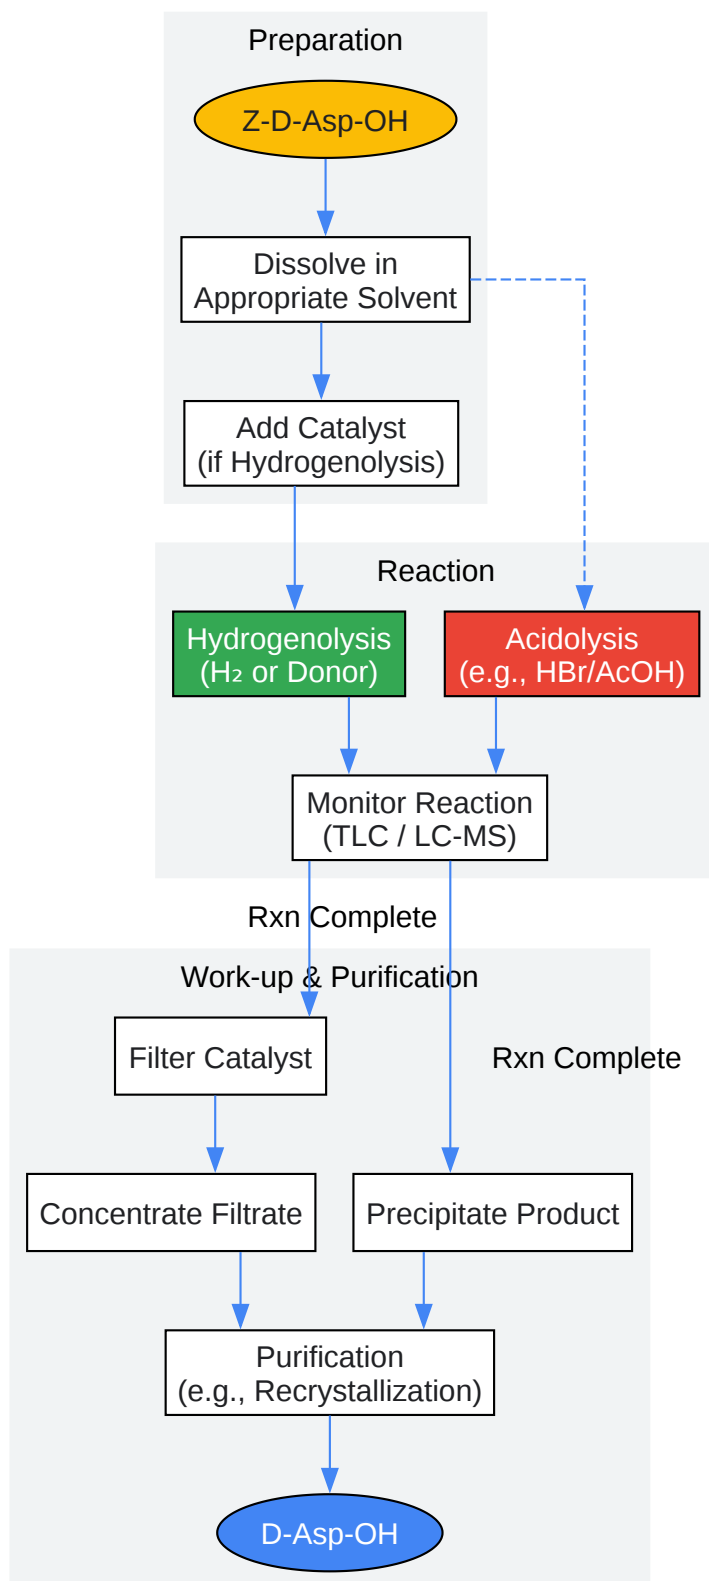 Preparation
Z-D-Asp-OH
Dissolve in
Appropriate Solvent
Add Catalyst
(if Hydrogenolysis)
Reaction
Hydrogenolysis
(H₂ or Donor)
Acidolysis
(e.g., HBr/AcOH)
Monitor Reaction
(TLC / LC-MS)
Rxn Complete
Work-up & Purification
Filter Catalyst
Rxn Complete
Concentrate Filtrate
Precipitate Product
Purification
(e.g., Recrystallization)
D-Asp-OH